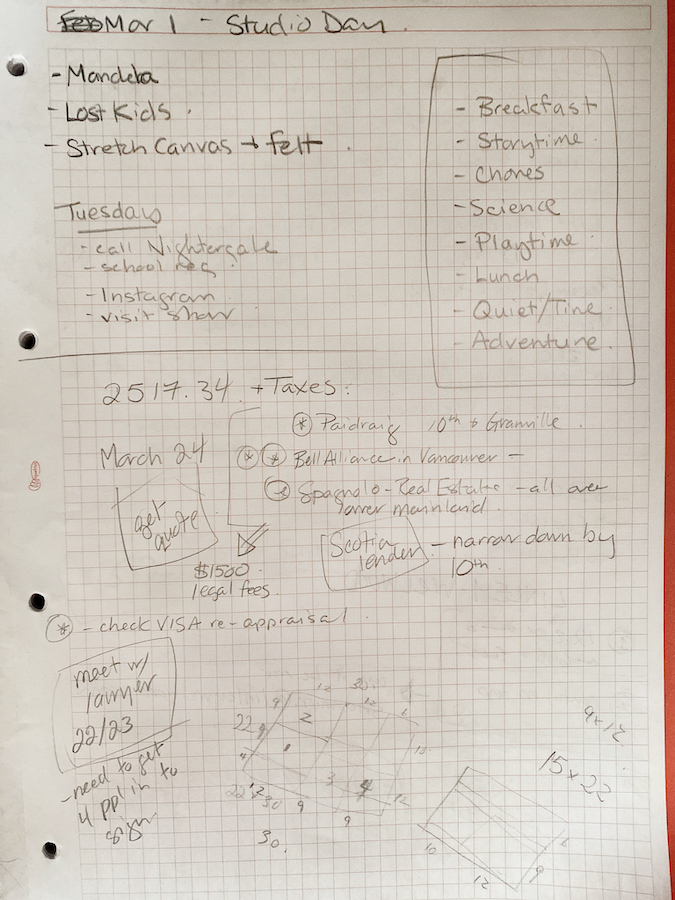 Mar 1 - Studio Day.
- Mandela
- Lost Kids.
- Stretch Canvas + felt.
- Breakfast
- Storytime.
- Chores
- Science
- Playtime.
- Lunch
- Quiet/Time.
- Adventure.
Tuesday
- call Nightengale
- school reg.
- Instagram
- visit show
2517.34. + Taxes:
* Paidraig 10th + Granville.
March 24
* * Bell Alliance in Vancouver -
* Spagnolo - Real Estate - all over
lower mainland.
get
quote
$1500.
legal fees.
Scotia
lender
- narrow down by
10th.
* - check VISA re-appraisal.
meet w/
lawyer
22/23
- need to get
4 ppl in to
sign
12 30. 12
9
22
9
2
3
4
12
30
9
9
12
30.
9x12
15 x 22
10
12
9